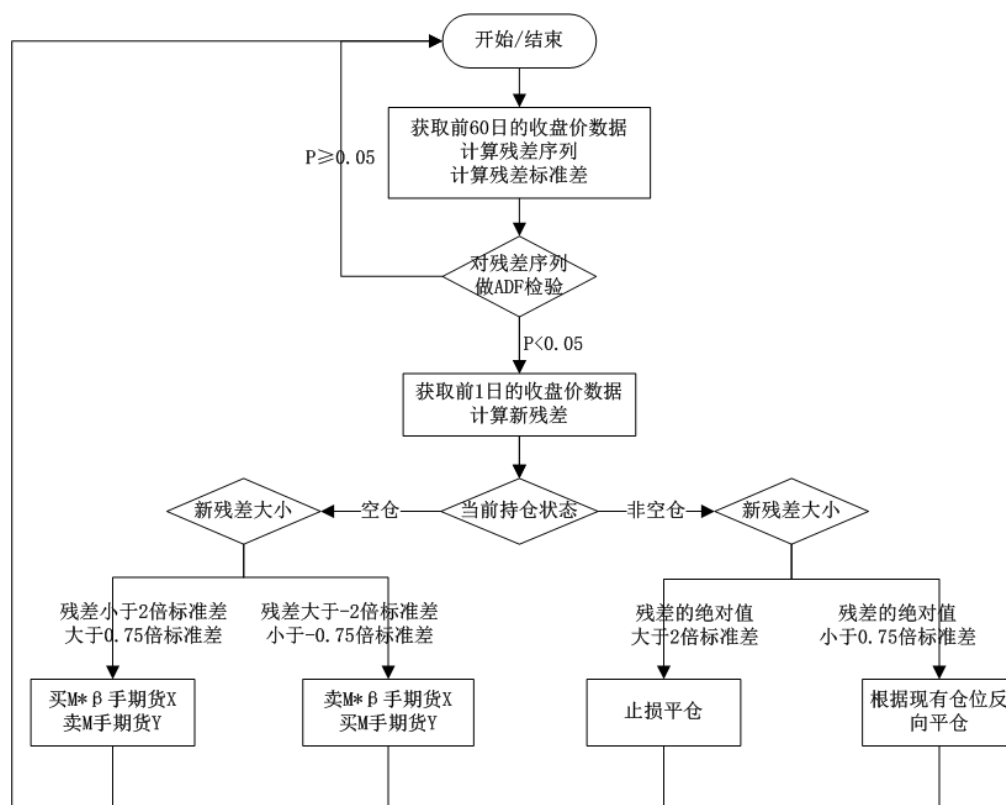 开始/结束
获取前60日的收盘价数据
计算残差序列
计算残差标准差
P≥0.05
对残差序列
做ADF检验
P<0.05
获取前1日的收盘价数据
计算新残差
新残差大小
空仓
当前持仓状态
非空仓
新残差大小
残差小于2倍标准差
大于0.75倍标准差
残差大于-2倍标准差
小于-0.75倍标准差
残差的绝对值
大于2倍标准差
残差的绝对值
小于0.75倍标准差
买M*β手期货X
卖M手期货Y
卖M*β手期货X
买M手期货Y
止损平仓
根据现有仓位反
向平仓